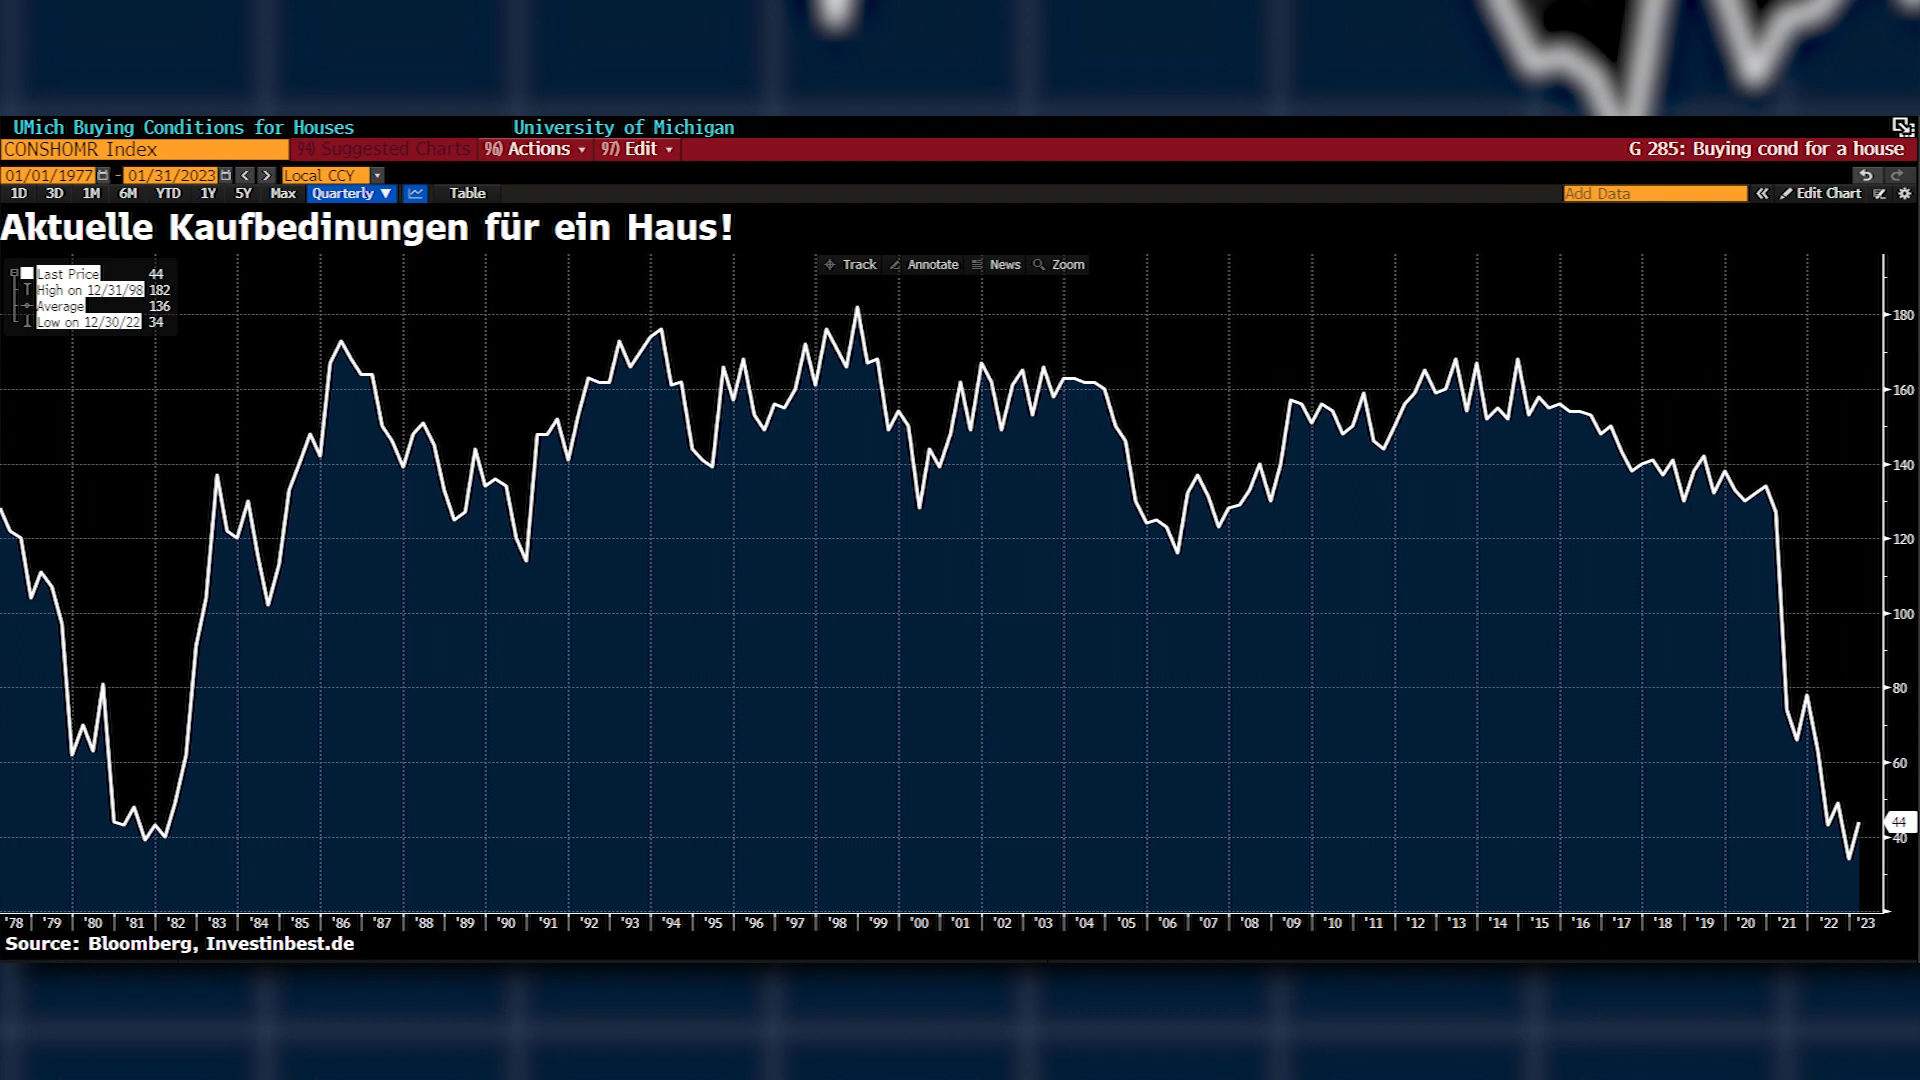 UMich Buying Conditions for Houses University of Michigan
CONSHOMR Index 94) Suggested Charts 96) Actions 97) Edit G 285: Buying cond for a house
01/01/1977 - 01/31/2023 Local CCY
1D 3D 1M 6M YTD 1Y 5Y Max Quarterly Table Add Data Edit Chart
Aktuelle Kaufbedinungen für ein Haus!
Track Annotate News Zoom
Last Price 44
High on 12/31/98 182
Average 136
Low on 12/30/22 34
180
160
140
120
100
80
60
44
40
'78 '79 '80 '81 '82 '83 '84 '85 '86 '87 '88 '89 '90 '91 '92 '93 '94 '95 '96 '97 '98 '99 '00 '01 '02 '03 '04 '05 '06 '07 '08 '09 '10 '11 '12 '13 '14 '15 '16 '17 '18 '19 '20 '21 '22 '23
Source: Bloomberg, Investinbest.de